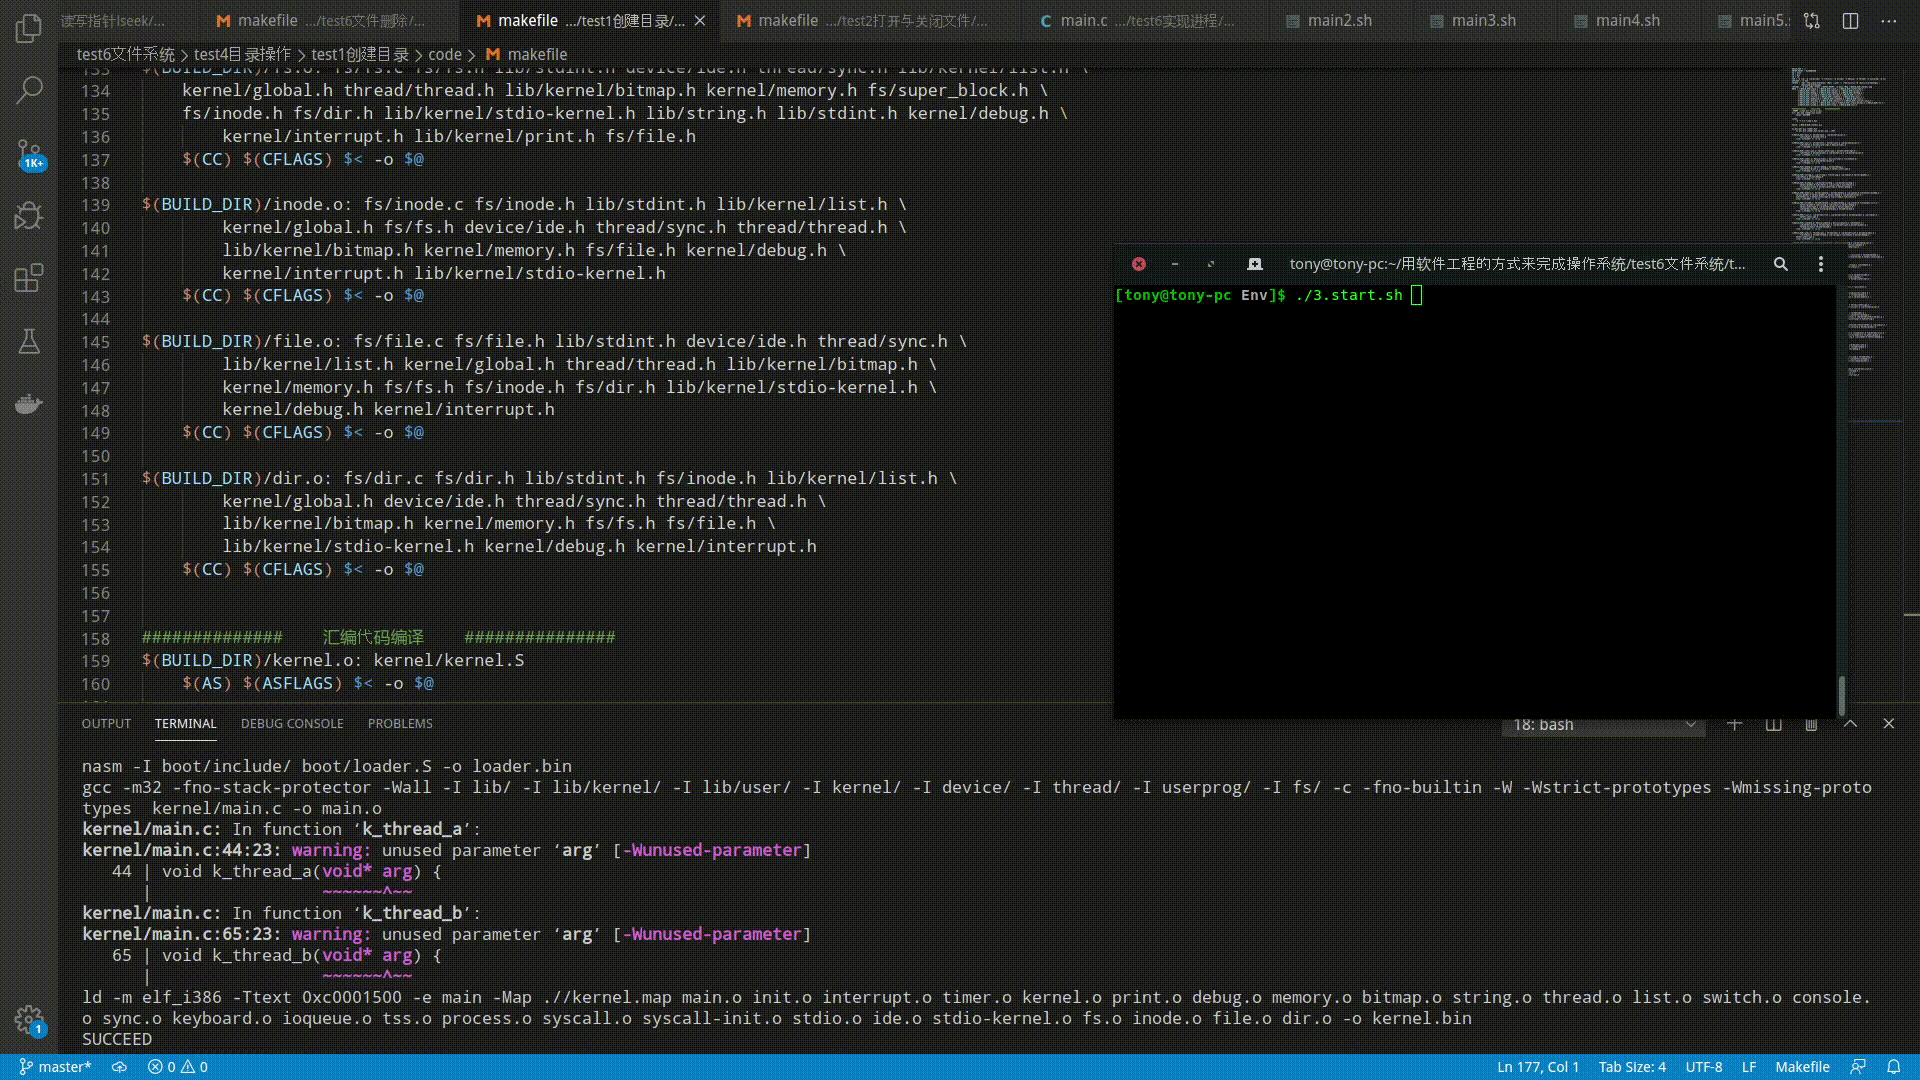 读写指针lseek/...
makefile .../test6文件删除/...
makefile .../test1创建目录/...
makefile .../test2打开与关闭文件/...
C main.c .../test6实现进程/...
main2.sh
main3.sh
main4.sh
main5.
test6文件系统 > test4目录操作 > test1创建目录 > code > makefile
133 $(BUILD_DIR)/fs.o: fs/fs.c fs/fs.h lib/stdint.h device/ide.h thread/sync.h lib/kernel/list.h \
134 kernel/global.h thread/thread.h lib/kernel/bitmap.h kernel/memory.h fs/super_block.h \
135 fs/inode.h fs/dir.h lib/kernel/stdio-kernel.h lib/string.h lib/stdint.h kernel/debug.h \
136 kernel/interrupt.h lib/kernel/print.h fs/file.h
137 $(CC) $(CFLAGS) $< -o $@
138
139 $(BUILD_DIR)/inode.o: fs/inode.c fs/inode.h lib/stdint.h lib/kernel/list.h \
140 kernel/global.h fs/fs.h device/ide.h thread/sync.h thread/thread.h \
141 lib/kernel/bitmap.h kernel/memory.h fs/file.h kernel/debug.h \
142 kernel/interrupt.h lib/kernel/stdio-kernel.h
143 $(CC) $(CFLAGS) $< -o $@
144
145 $(BUILD_DIR)/file.o: fs/file.c fs/file.h lib/stdint.h device/ide.h thread/sync.h \
146 lib/kernel/list.h kernel/global.h thread/thread.h lib/kernel/bitmap.h \
147 kernel/memory.h fs/fs.h fs/inode.h fs/dir.h lib/kernel/stdio-kernel.h \
148 kernel/debug.h kernel/interrupt.h
149 $(CC) $(CFLAGS) $< -o $@
150
151 $(BUILD_DIR)/dir.o: fs/dir.c fs/dir.h lib/stdint.h fs/inode.h lib/kernel/list.h \
152 kernel/global.h device/ide.h thread/sync.h thread/thread.h \
153 lib/kernel/bitmap.h kernel/memory.h fs/fs.h fs/file.h \
154 lib/kernel/stdio-kernel.h kernel/debug.h kernel/interrupt.h
155 $(CC) $(CFLAGS) $< -o $@
156
157
158 ############## 汇编代码编译 ###############
159 $(BUILD_DIR)/kernel.o: kernel/kernel.S
160 $(AS) $(ASFLAGS) $< -o $@
1K+
1
tony@tony-pc:~/用软件工程的方式来完成操作系统/test6文件系统/t...
[tony@tony-pc Env]$ ./3.start.sh
OUTPUT TERMINAL DEBUG CONSOLE PROBLEMS
18: bash
nasm -I boot/include/ boot/loader.S -o loader.bin
gcc -m32 -fno-stack-protector -Wall -I lib/ -I lib/kernel/ -I lib/user/ -I kernel/ -I device/ -I thread/ -I userprog/ -I fs/ -c -fno-builtin -W -Wstrict-prototypes -Wmissing-proto
types  kernel/main.c -o main.o
kernel/main.c: In function ‘k_thread_a’:
kernel/main.c:44:23: warning: unused parameter ‘arg’ [-Wunused-parameter]
44 | void k_thread_a(void* arg) {
| ~~~~~~^~~
kernel/main.c: In function ‘k_thread_b’:
kernel/main.c:65:23: warning: unused parameter ‘arg’ [-Wunused-parameter]
65 | void k_thread_b(void* arg) {
| ~~~~~~^~~
ld -m elf_i386 -Ttext 0xc0001500 -e main -Map .//kernel.map main.o init.o interrupt.o timer.o kernel.o print.o debug.o memory.o bitmap.o string.o thread.o list.o switch.o console.
o sync.o keyboard.o ioqueue.o tss.o process.o syscall.o syscall-init.o stdio.o ide.o stdio-kernel.o fs.o inode.o file.o dir.o -o kernel.bin
SUCCEED
master* 0 0 Ln 177, Col 1 Tab Size: 4 UTF-8 LF Makefile